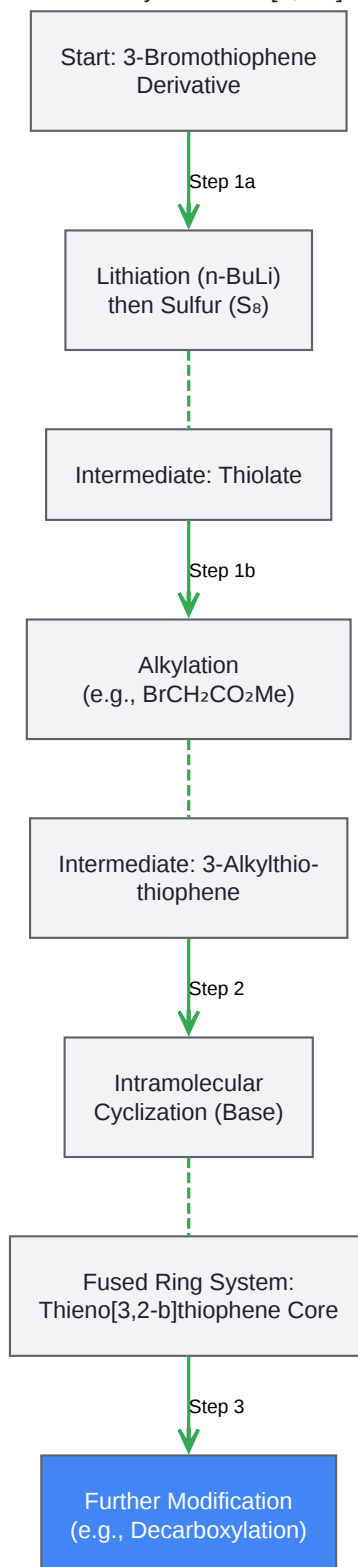 Start: 3-Bromothiophene
Derivative
Step 1a
Lithiation (n-BuLi)
then Sulfur (S₈)
Intermediate: Thiolate
Step 1b
Alkylation
(e.g., BrCH₂CO₂Me)
Intermediate: 3-Alkylthio-
thiophene
Step 2
Intramolecular
Cyclization (Base)
Fused Ring System:
Thieno[3,2-b]thiophene Core
Step 3
Further Modification
(e.g., Decarboxylation)